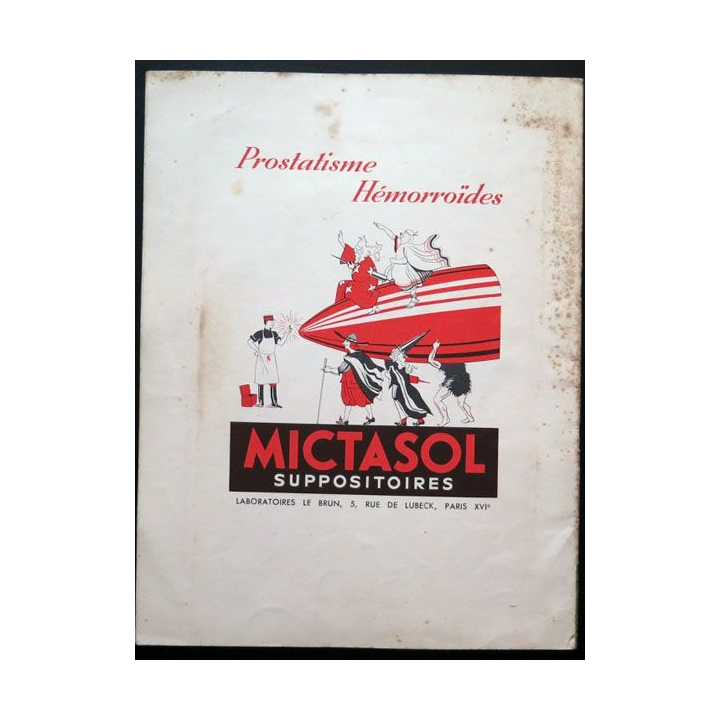 Prostatisme
Hémorroïdes
MICTASOL
SUPPOSITOIRES
LABORATOIRES LE BRUN, 5, RUE DE LUBECK, PARIS XVIᵉ